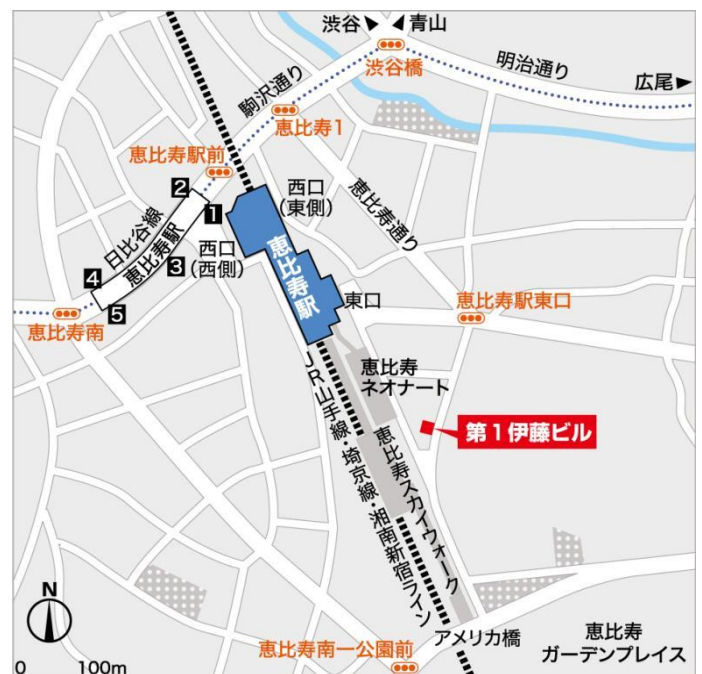 渋谷
青山
渋谷橋
明治通り
広尾
駒沢通り
恵比寿1
恵比寿駅前
2
1
西口
(東側)
恵比寿通り
日比谷線
恵比寿駅
3
4
5
西口
(西側)
恵比寿駅
東口
恵比寿駅東口
恵比寿南
恵比寿
ネオナート
第1伊藤ビル
JR山手線・埼京線・湘南新宿ライン
恵比寿スカイウォーク
N
0 100m
アメリカ橋
恵比寿
ガーデンプレイス
恵比寿南一公園前